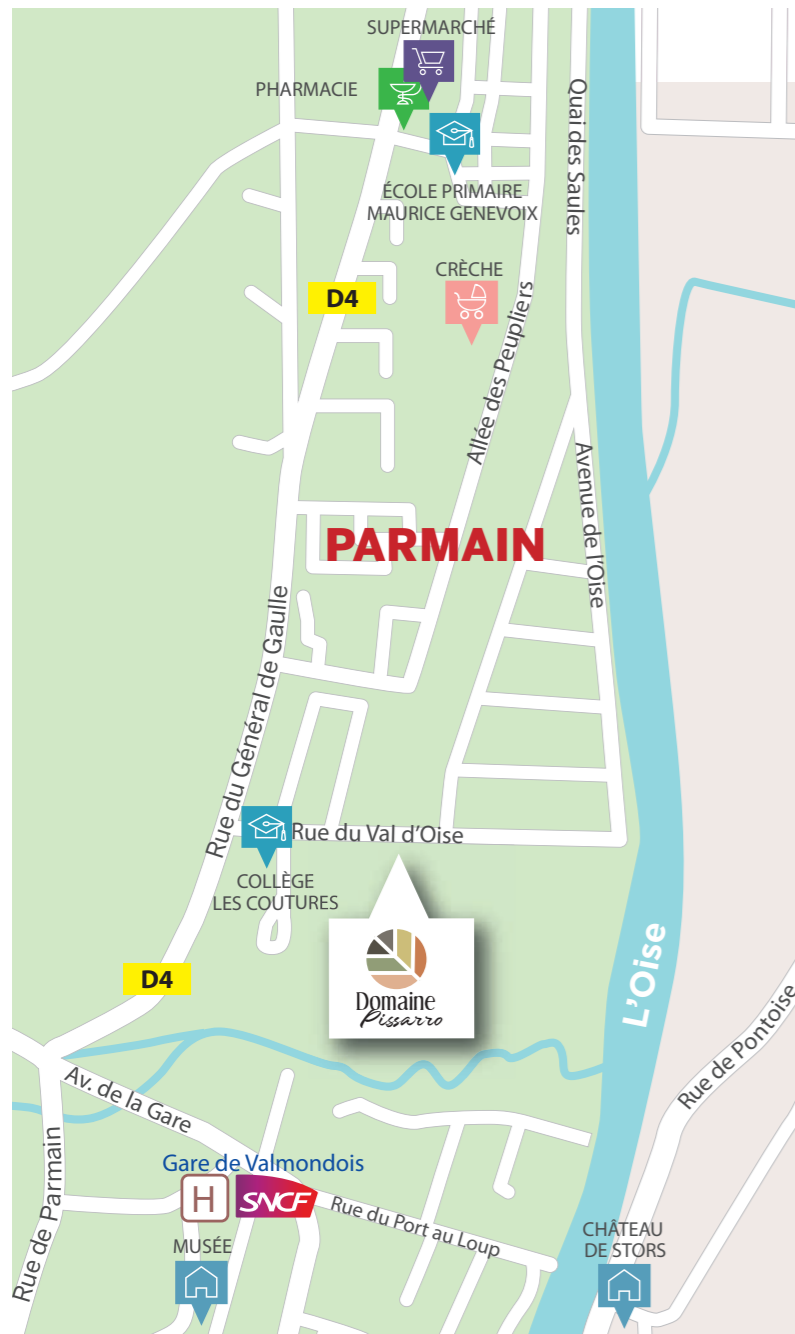 SUPERMARCHÉ
PHARMACIE
Quai des Saules
ÉCOLE PRIMAIRE
MAURICE GENEVOIX
CRÈCHE
D4
Allée des Peupliers
Avenue de l'Oise
PARMAIN
Rue du Général de Gaulle
Rue du Val d'Oise
COLLÈGE
LES COUTURES
Domaine
Pissarro
D4
L'Oise
Rue de Pontoise
Av. de la Gare
Rue de Parmain
Gare de Valmondois
H
SNCF
Rue du Port au Loup
MUSÉE
CHÂTEAU
DE STORS